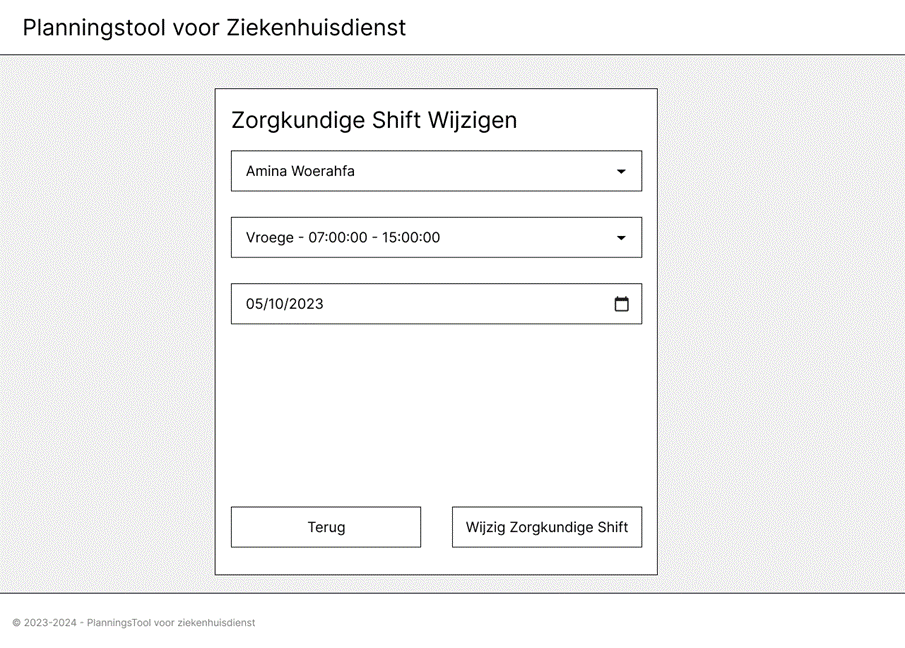 Planningstool voor Ziekenhuisdienst
Zorgkundige Shift Wijzigen
Amina Woerahfa
Vroege - 07:00:00 - 15:00:00
05/10/2023
Terug
Wijzig Zorgkundige Shift
© 2023-2024 - PlanningsTool voor ziekenhuisdienst